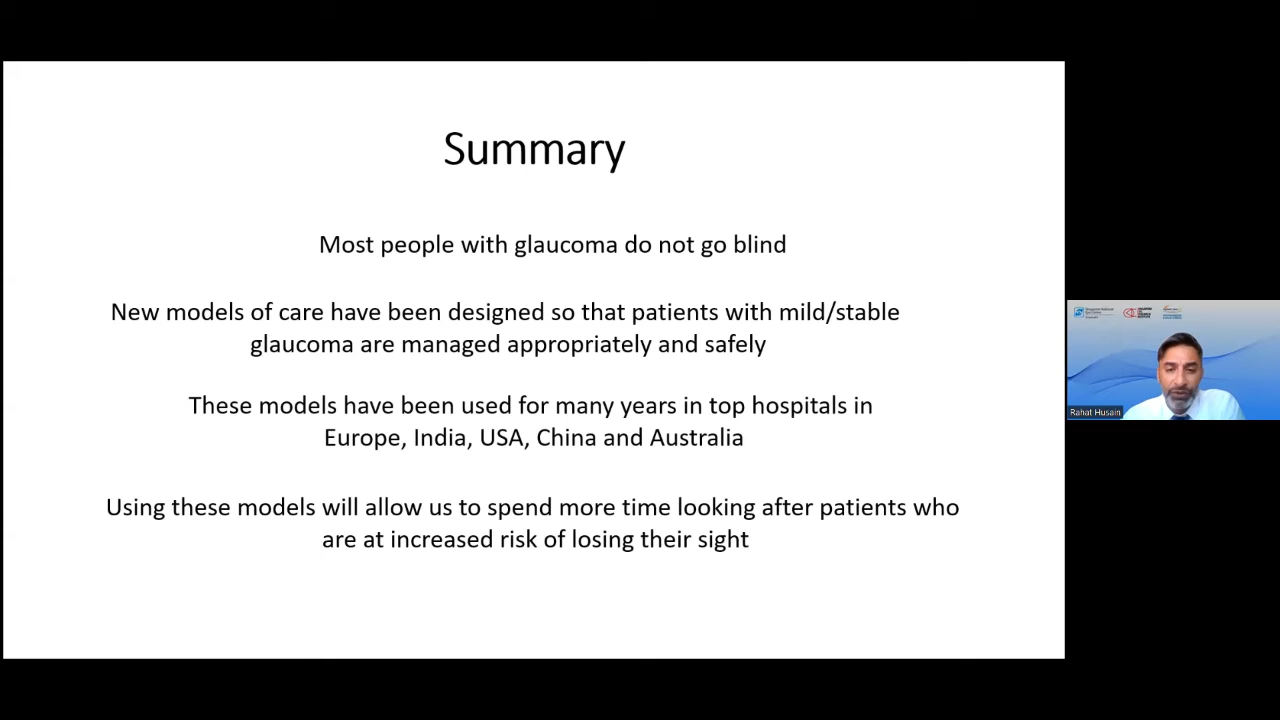 Summary
Most people with glaucoma do not go blind
New models of care have been designed so that patients with mild/stable
glaucoma are managed appropriately and safely
These models have been used for many years in top hospitals in
Europe, India, USA, China and Australia
Using these models will allow us to spend more time looking after patients who
are at increased risk of losing their sight
Rahat Husain